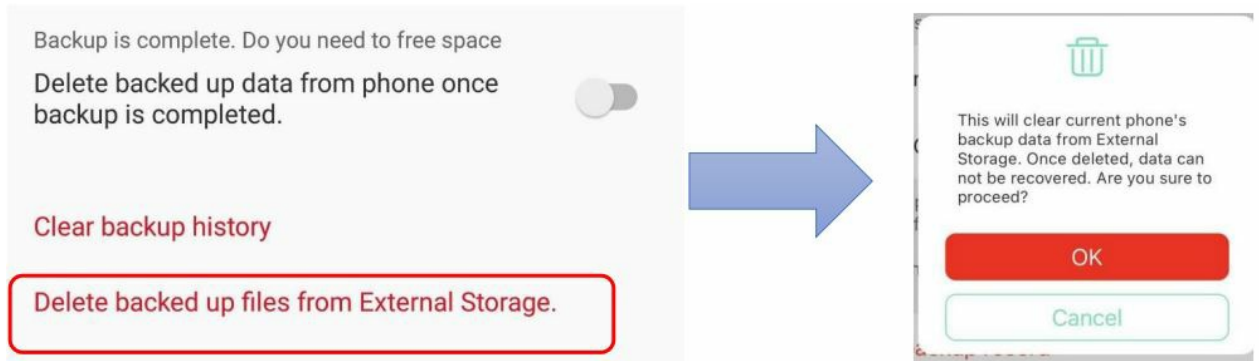 Backup is complete. Do you need to free space
Delete backed up data from phone once
backup is completed.
Clear backup history
Delete backed up files from External Storage.
This will clear current phone's
backup data from External
Storage. Once deleted, data can
not be recovered. Are you sure to
proceed?
OK
Cancel